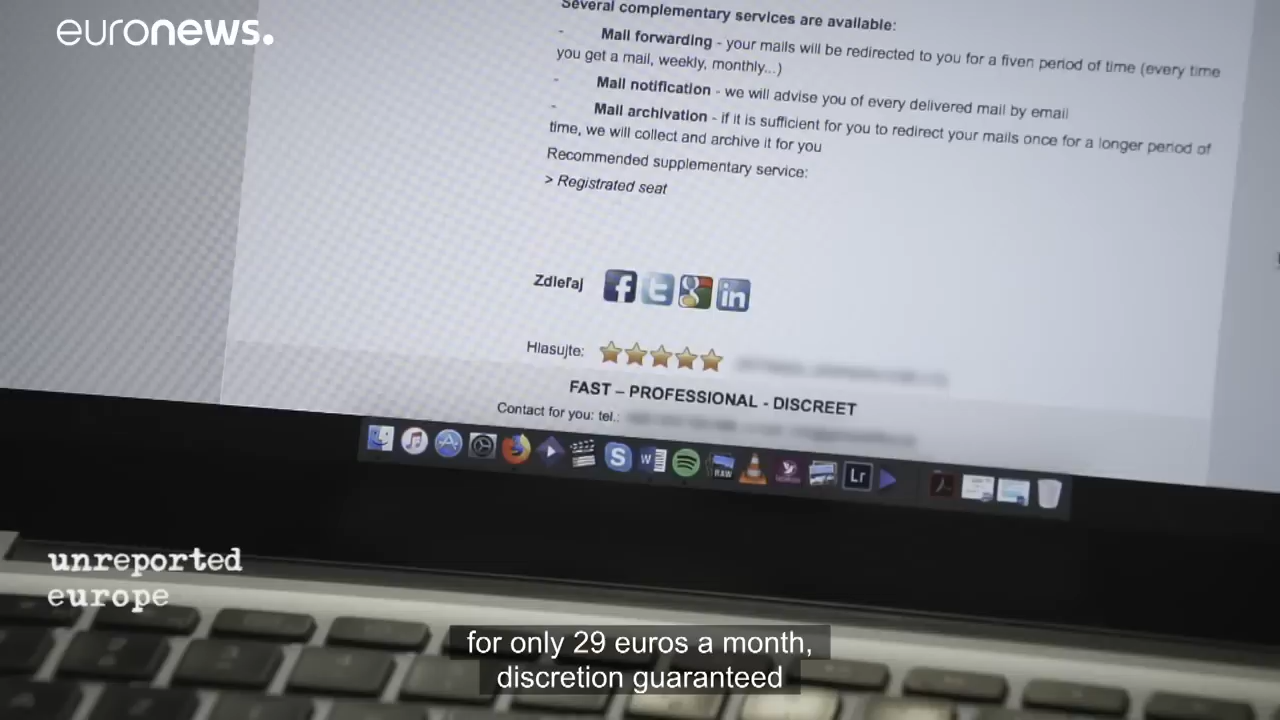 euronews.
Several complementary services are available:
- Mail forwarding - your mails will be redirected to you for a fiven period of time (every time
you get a mail, weekly, monthly...)
- Mail notification - we will advise you of every delivered mail by email
- Mail archivation - if it is sufficient for you to redirect your mails once for a longer period of
time, we will collect and archive it for you
Recommended supplementary service:
> Registrated seat
Zdieľaj
Hlasujte:
FAST – PROFESSIONAL - DISCREET
Contact for you: tel.:
Lr
unreported
europe
for only 29 euros a month,
discretion guaranteed